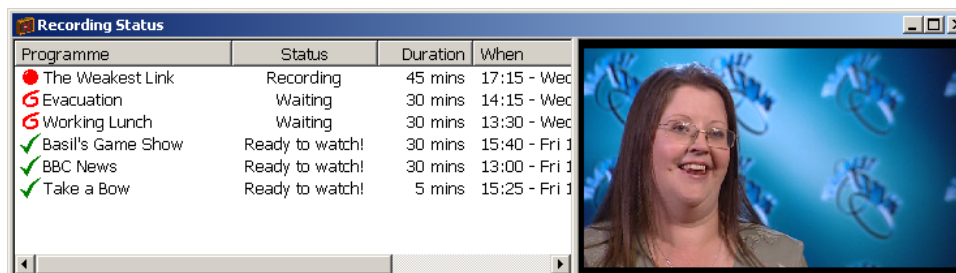 Recording Status
Programme Status Duration When
The Weakest Link Recording 45 mins 17:15 - Wed
Evacuation Waiting 30 mins 14:15 - Wed
Working Lunch Waiting 30 mins 13:30 - Wed
Basil's Game Show Ready to watch! 30 mins 15:40 - Fri 1
BBC News Ready to watch! 30 mins 13:00 - Fri 1
Take a Bow Ready to watch! 5 mins 15:25 - Fri 1